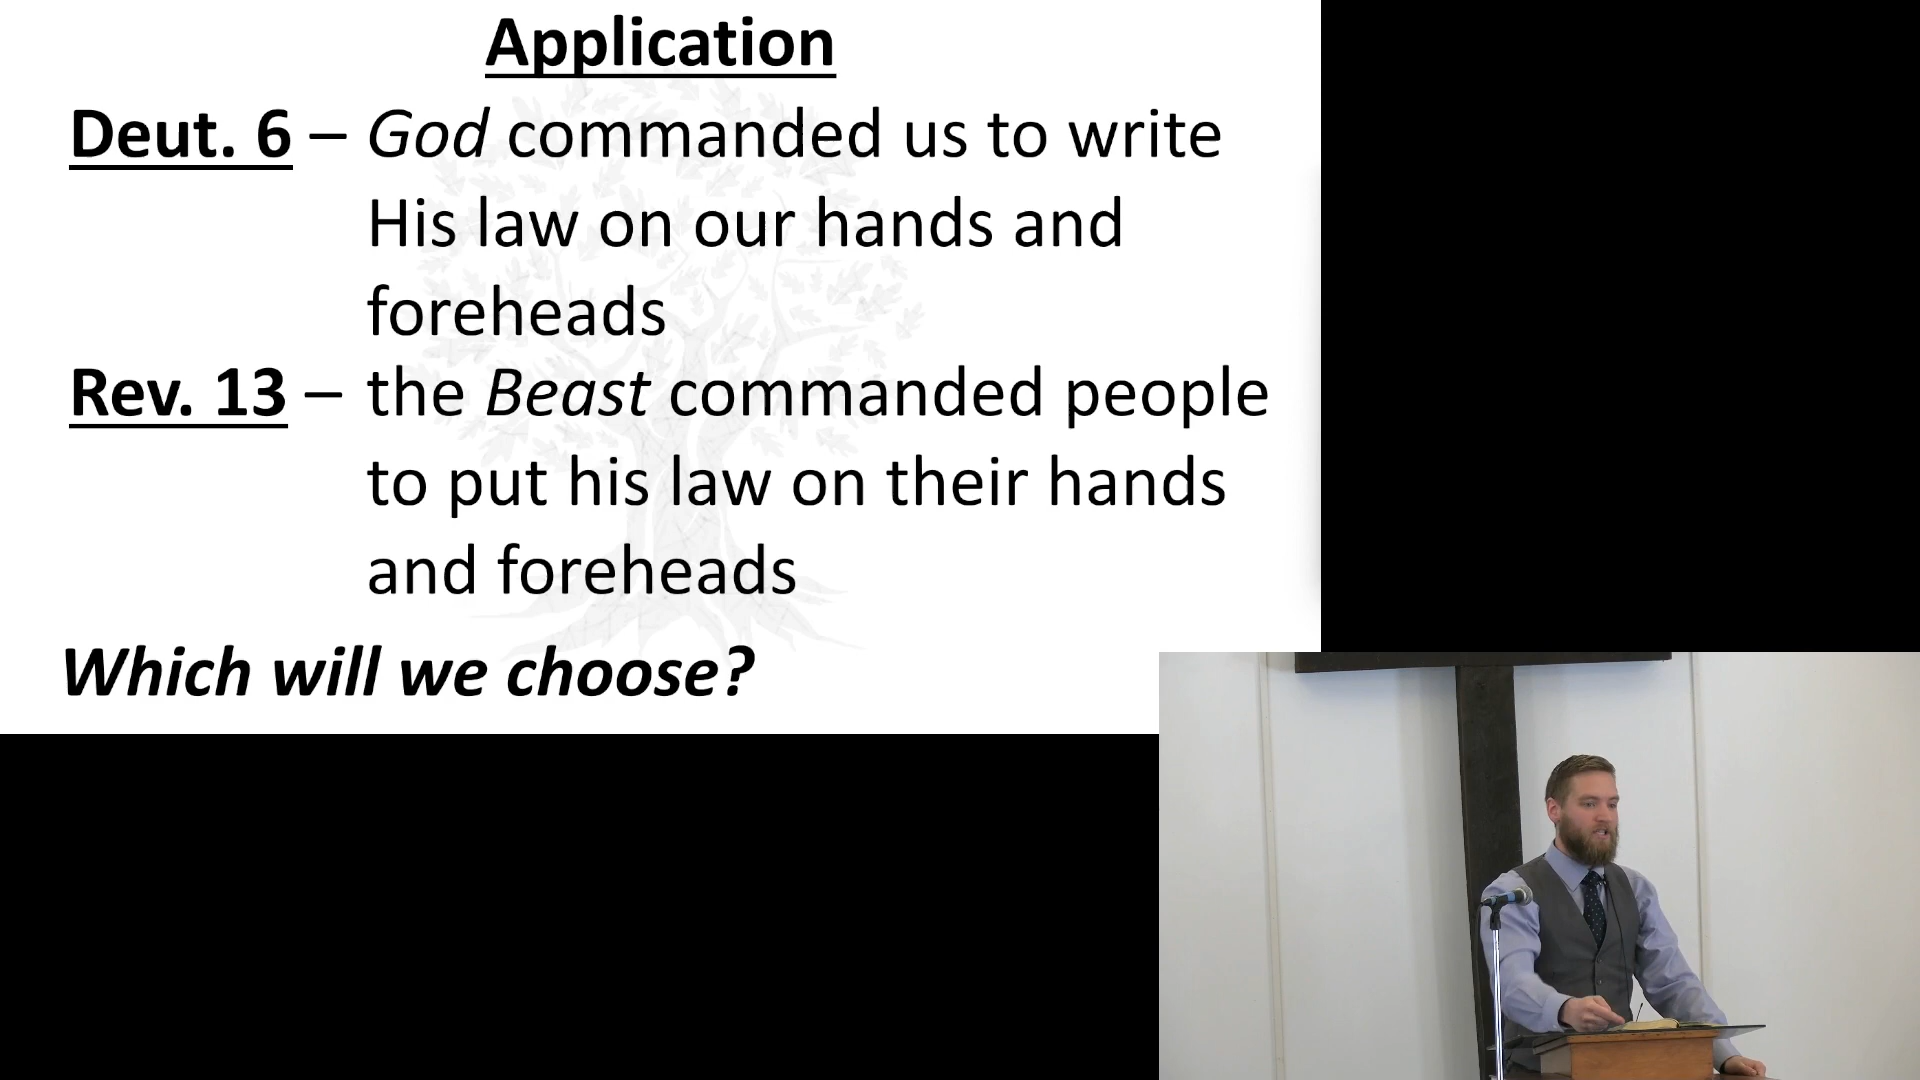 Application
Deut. 6 – God commanded us to write
His law on our hands and
foreheads
Rev. 13 – the Beast commanded people
to put his law on their hands
and foreheads
Which will we choose?